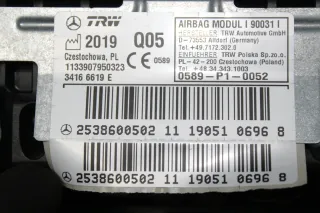 TRW
AIRBAG MODUL I 90031 I
HERSTELLER TRW Automotive GmbH
D-73553 Alfdorf (Germany)
Tel. +49.7172.302.0
EINFUEHRER TRW Polska Sp.zo.o.
PL-42-200 Czestochowa (Poland)
Tel. + 48.34.343.1003
2019 Q05
Czestochowa, PL
1133907950323
3416 6619 E
CE 0589
0589-P1-0052
2538600502 11 19051 0696 8
2538600502 11 19051 0696 8